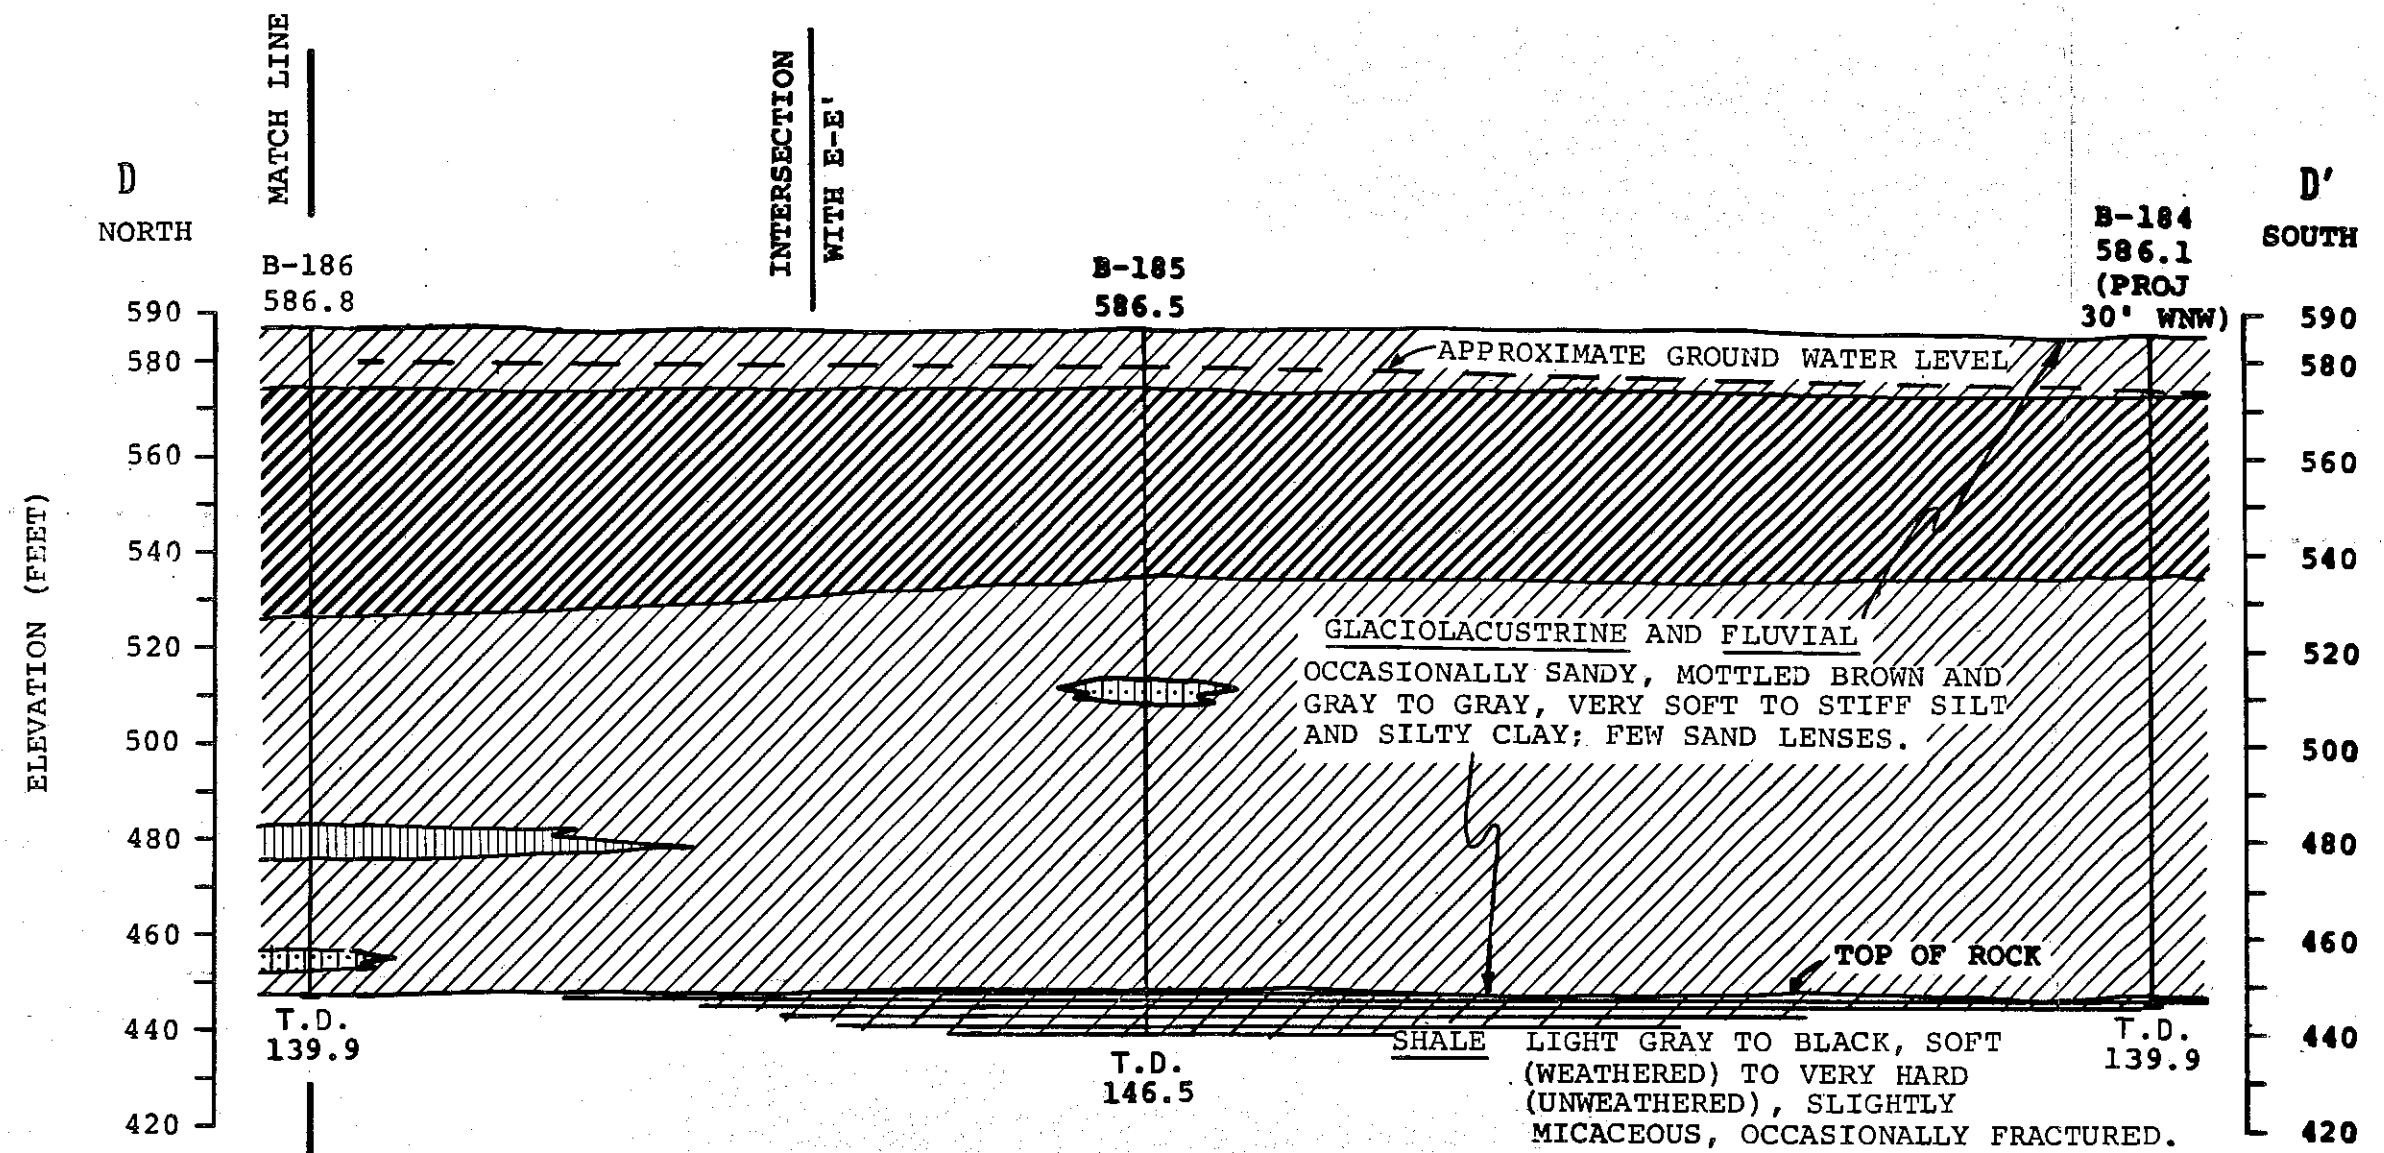 MATCH LINE
INTERSECTION
WITH E-E'
D
NORTH
D'
SOUTH
B-186
586.8
B-185
586.5
B-184
586.1
(PROJ
30' WNW)
ELEVATION (FEET)
590
580
560
540
520
500
480
460
440
420
590
580
560
540
520
500
480
460
440
420
APPROXIMATE GROUND WATER LEVEL
GLACIOLACUSTRINE AND FLUVIAL
OCCASIONALLY SANDY, MOTTLED BROWN AND
GRAY TO GRAY, VERY SOFT TO STIFF SILT
AND SILTY CLAY; FEW SAND LENSES.
TOP OF ROCK
T.D.
139.9
T.D.
146.5
T.D.
139.9
SHALE LIGHT GRAY TO BLACK, SOFT
(WEATHERED) TO VERY HARD
(UNWEATHERED), SLIGHTLY
MICACEOUS, OCCASIONALLY FRACTURED.